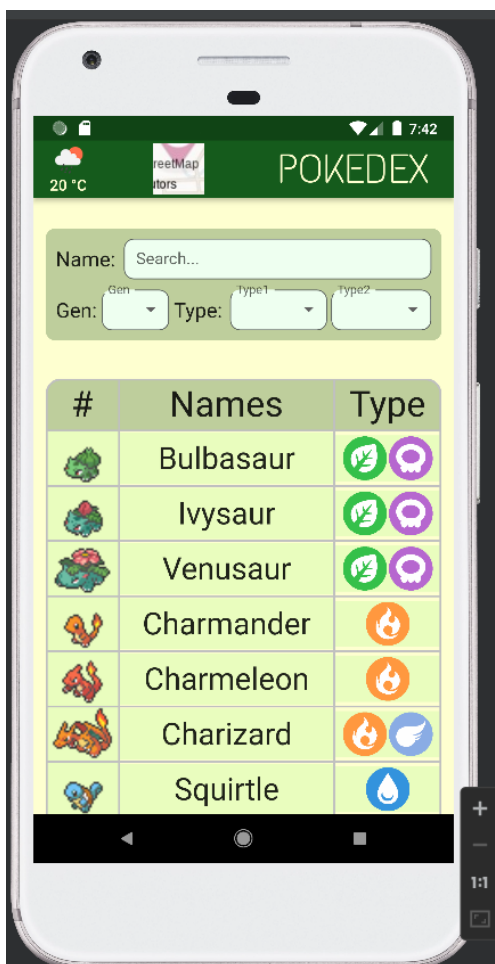 7:42
20 °C
reetMap
POKEDEX
Name: Search...
Gen: Gen Type: Type1 Type2
# Names Type
Bulbasaur
Ivysaur
Venusaur
Charmander
Charmeleon
Charizard
Squirtle
1:1